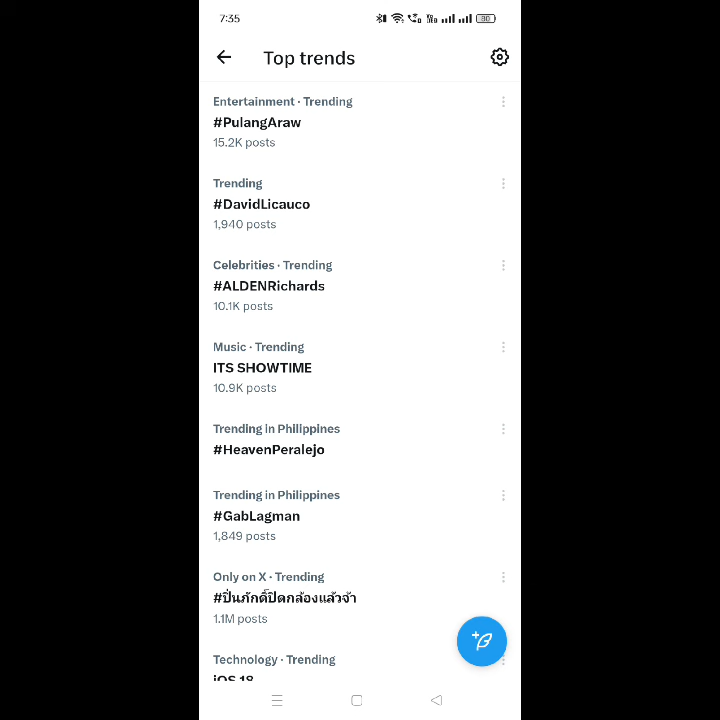 7:35
80
Top trends
Entertainment · Trending
#PulangAraw
15.2K posts
Trending
#DavidLicauco
1,940 posts
Celebrities · Trending
#ALDENRichards
10.1K posts
Music · Trending
ITS SHOWTIME
10.9K posts
Trending in Philippines
#HeavenPeralejo
Trending in Philippines
#GabLagman
1,849 posts
Only on X · Trending
#ปิ่นภักดิ์ปิดกล้องแล้วจ้า
1.1M posts
Technology · Trending
iOS 18